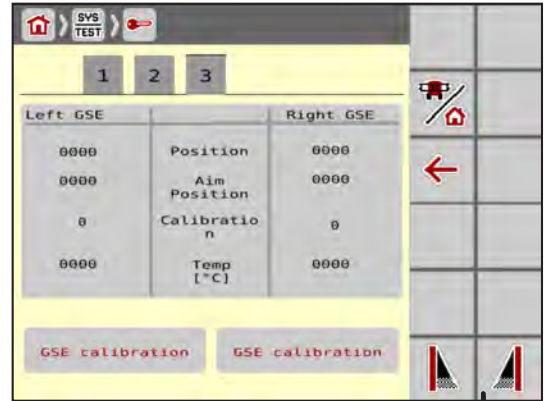 SYS
TEST
1 2 3
Left GSE Right GSE
0000 Position 0000
0000 Aim 0000
Position
0 Calibratio 0
n
0000 Temp 0000
[°C]
GSE calibration GSE calibration